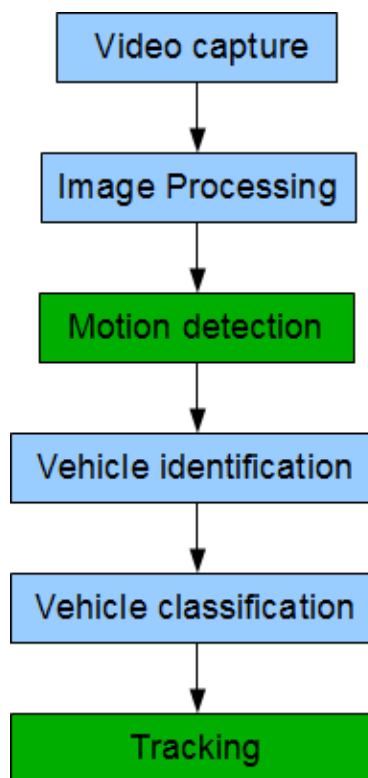 Video capture
Image Processing
Motion detection
Vehicle identification
Vehicle classification
Tracking